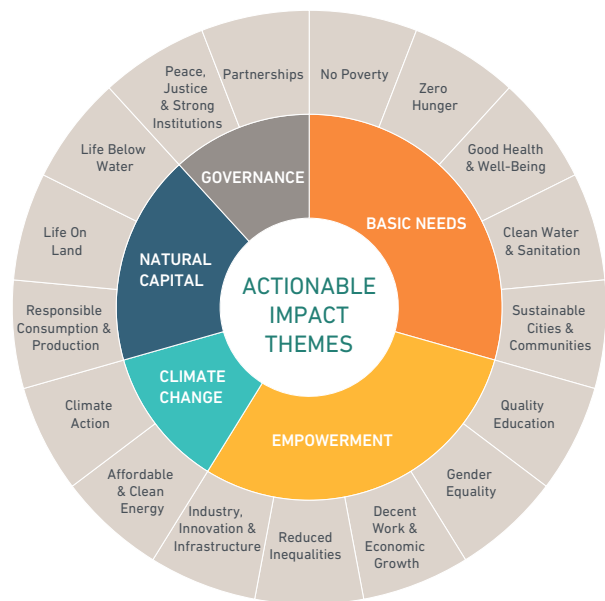 ACTIONABLE
IMPACT
THEMES
BASIC NEEDS
EMPOWERMENT
CLIMATE
CHANGE
NATURAL
CAPITAL
GOVERNANCE
No Poverty
Zero
Hunger
Good Health
& Well-Being
Clean Water
& Sanitation
Sustainable
Cities &
Communities
Quality
Education
Gender
Equality
Decent
Work &
Economic
Growth
Reduced
Inequalities
Industry,
Innovation &
Infrastructure
Affordable
& Clean
Energy
Climate
Action
Responsible
Consumption &
Production
Life On
Land
Life Below
Water
Peace,
Justice
& Strong
Institutions
Partnerships